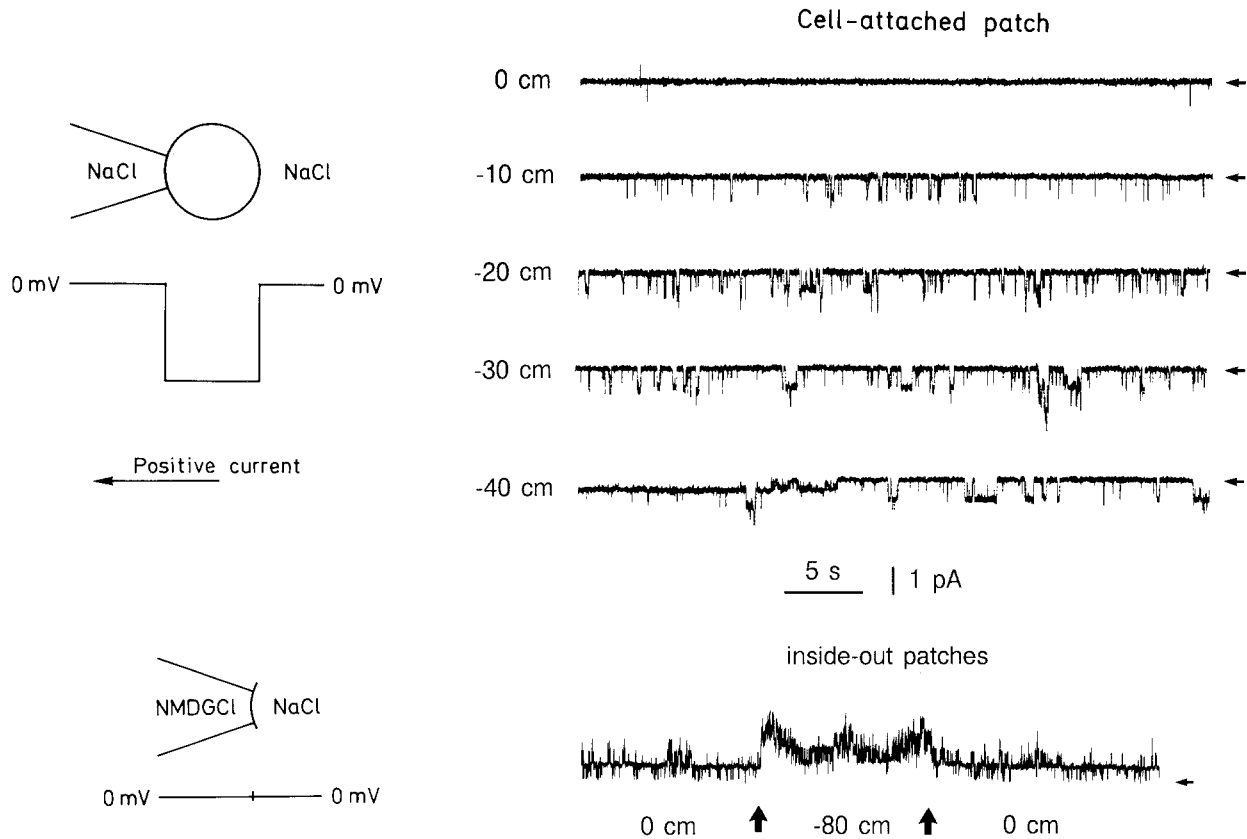 Cell-attached patch
0 cm
-10 cm
NaCl NaCl
-20 cm
0 mV 0 mV
-30 cm
Positive current
-40 cm
5 s 1 pA
inside-out patches
NMDGCl NaCl
0 mV 0 mV
0 cm -80 cm 0 cm